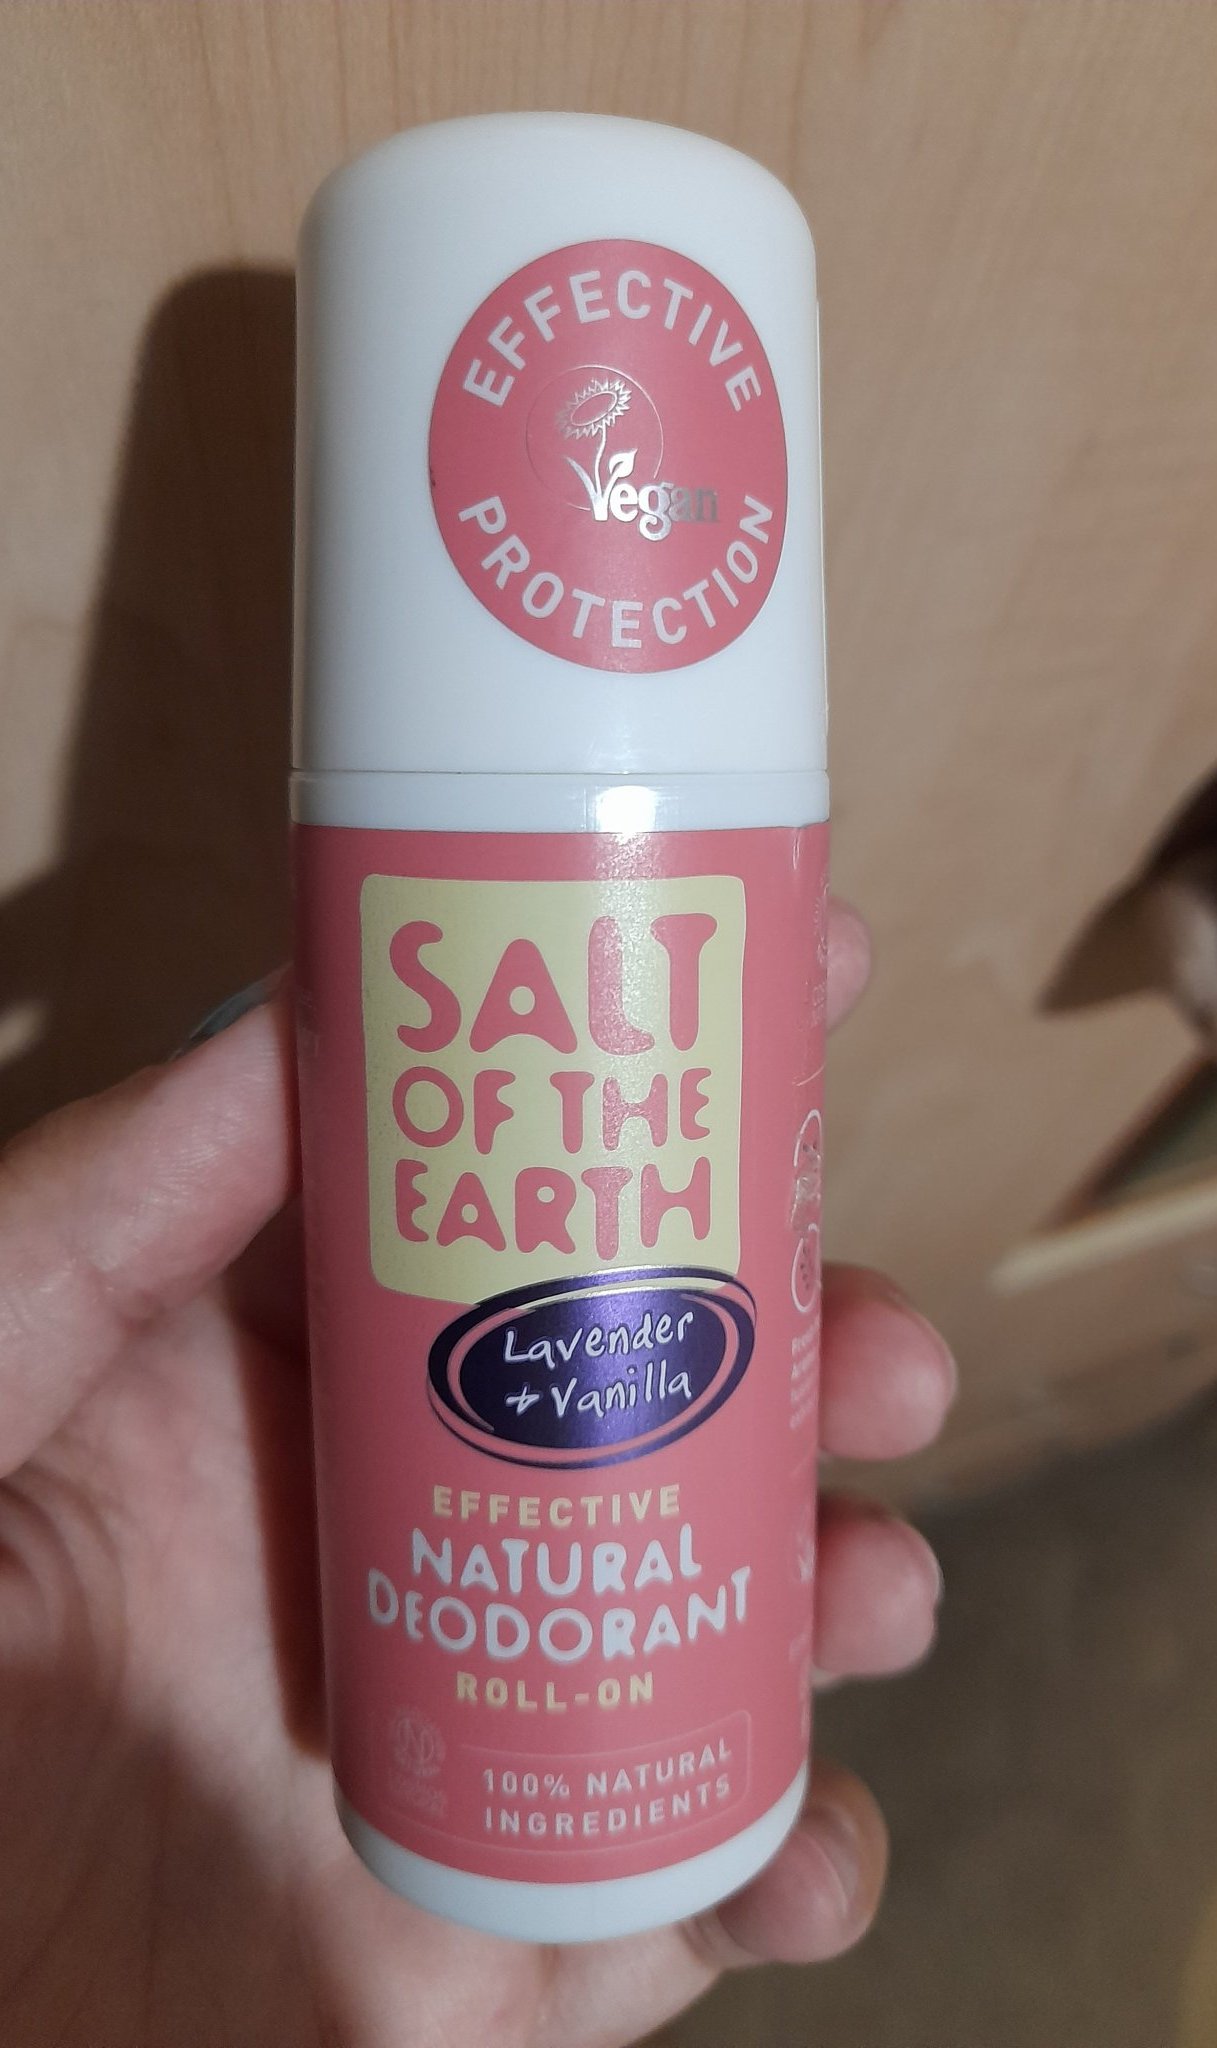 EFFECTIVE
Vegan
PROTECTION
SALT
OF THE
EARTH
Lavender
+ Vanilla
EFFECTIVE
NATURAL
DEODORANT
ROLL-ON
100% NATURAL
INGREDIENTS